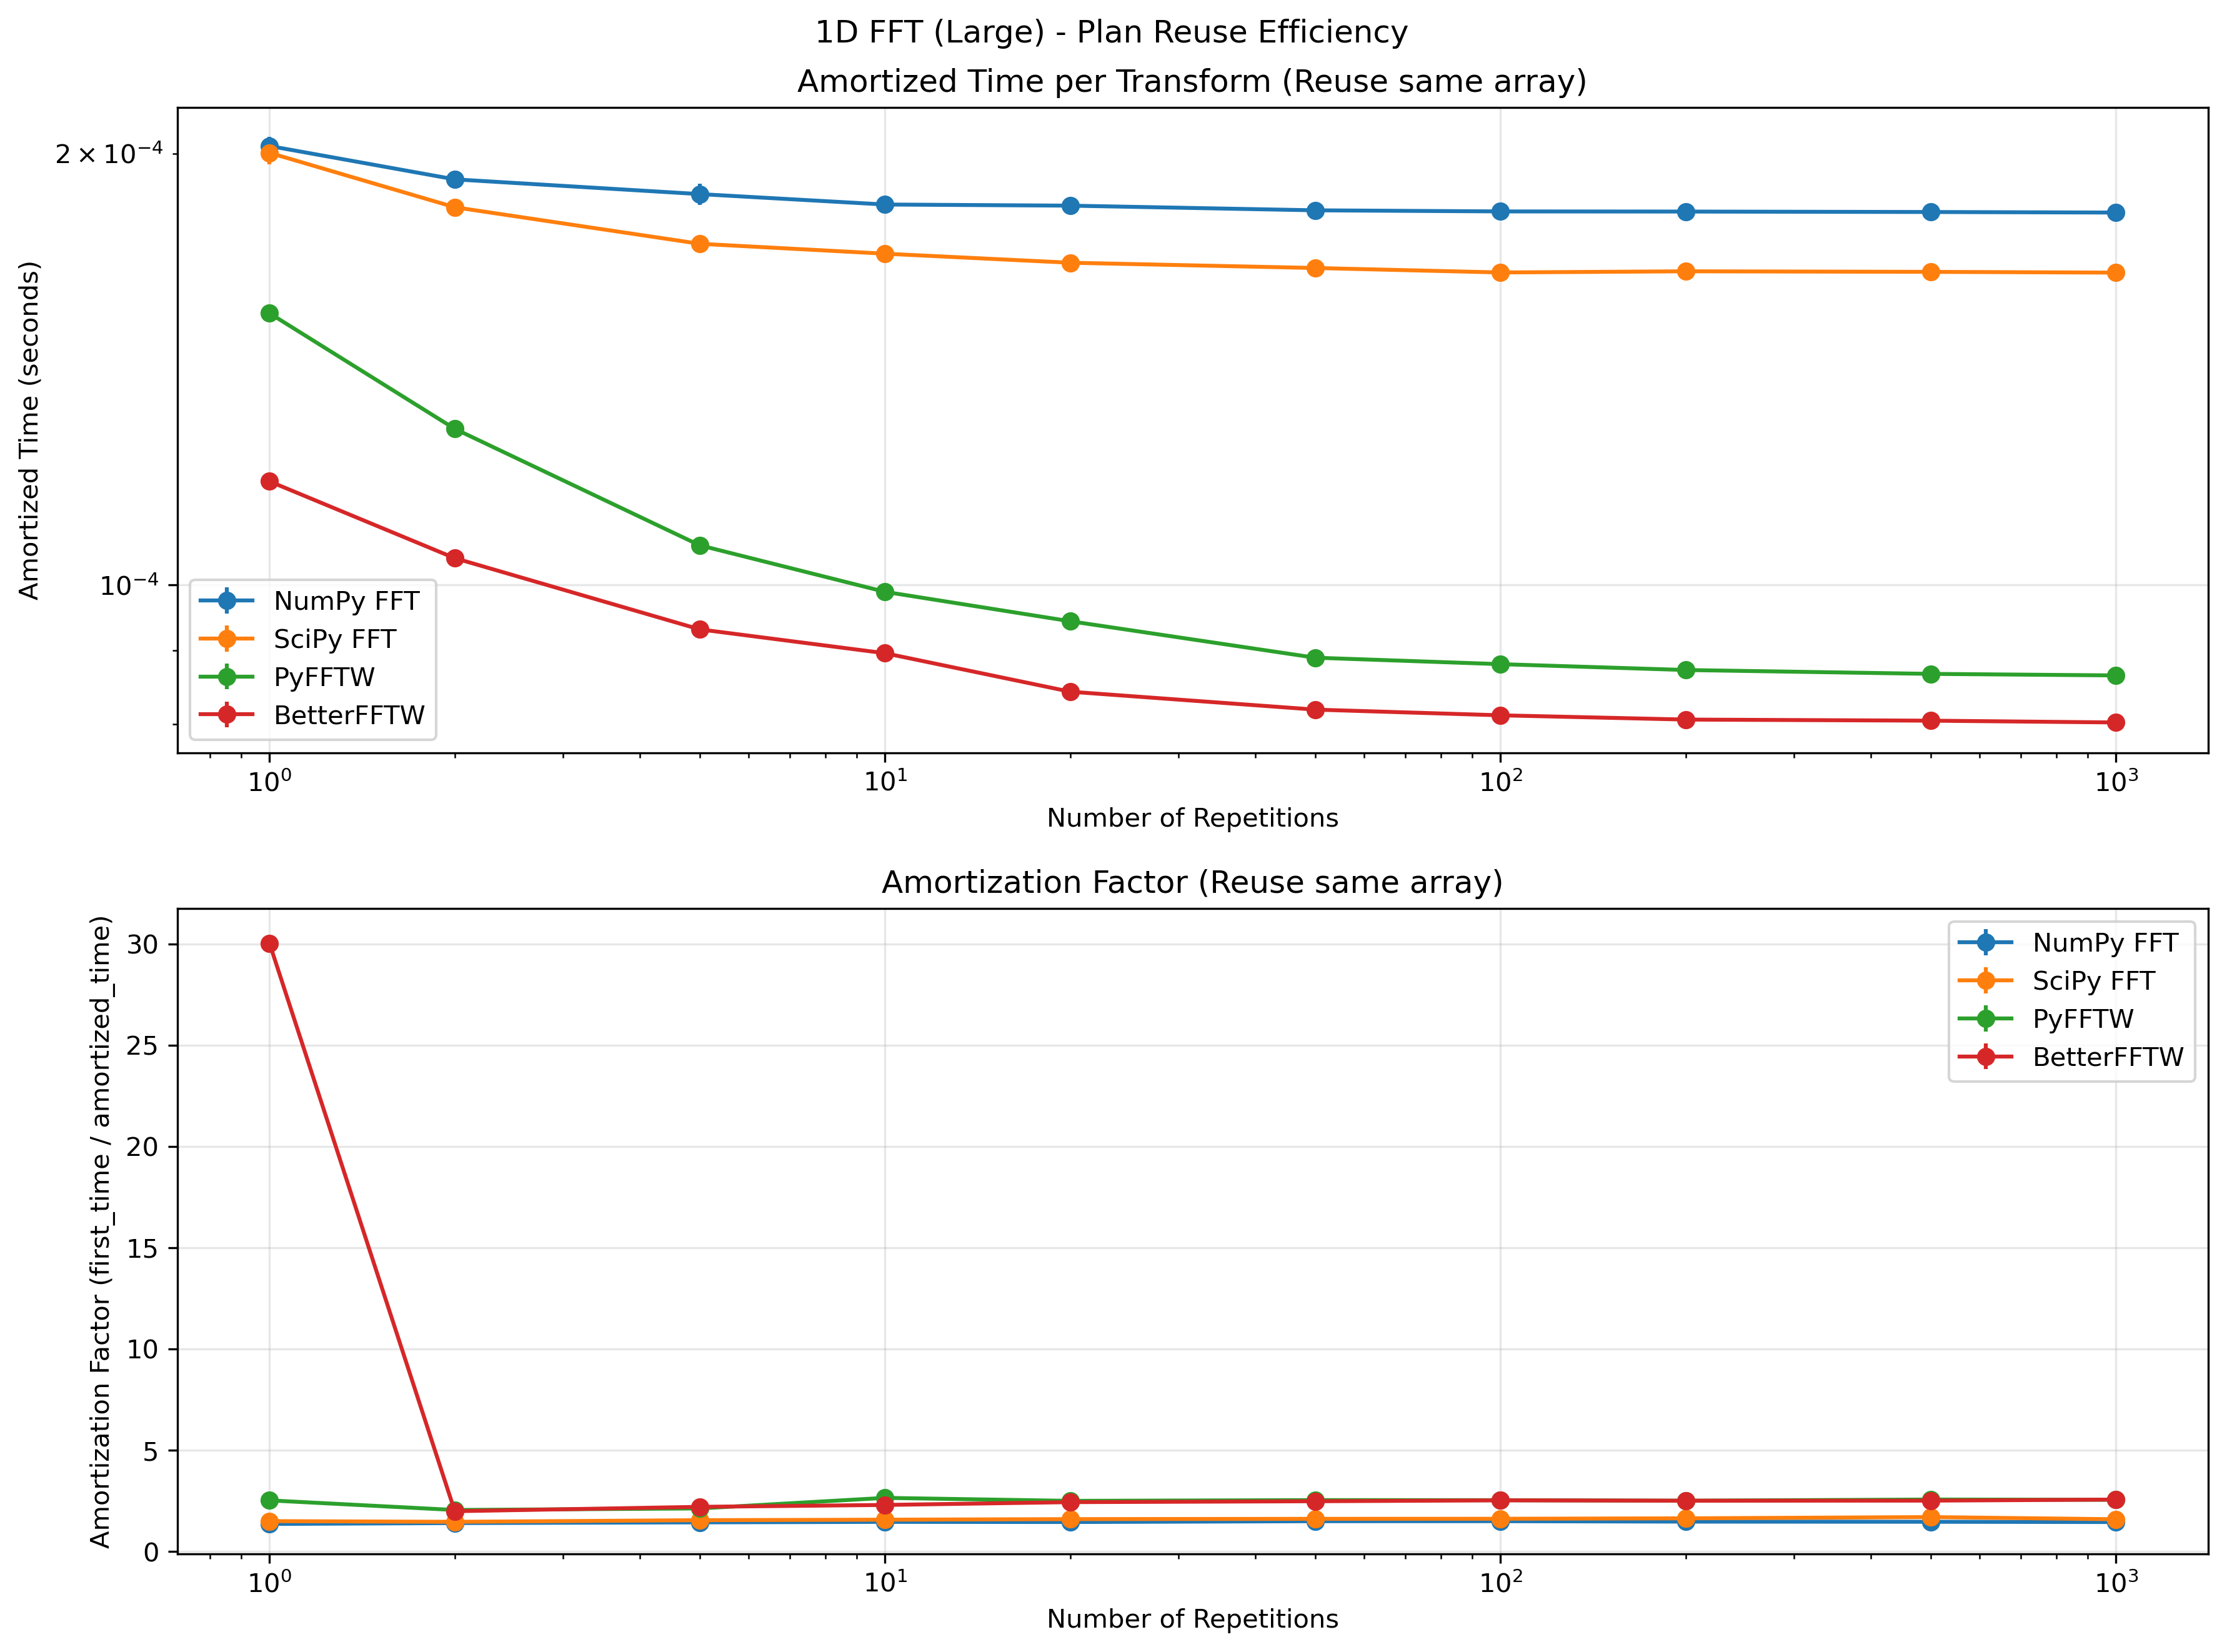 1D FFT (Large) - Plan Reuse Efficiency
Amortized Time per Transform (Reuse same array)
Amortized Time (seconds)
2 × 10⁻⁴
10⁻⁴
NumPy FFT
SciPy FFT
PyFFTW
BetterFFTW
10⁰ 10¹ 10² 10³
Number of Repetitions
Amortization Factor (Reuse same array)
Amortization Factor (first_time / amortized_time)
30
25
20
15
10
5
0
NumPy FFT
SciPy FFT
PyFFTW
BetterFFTW
10⁰ 10¹ 10² 10³
Number of Repetitions